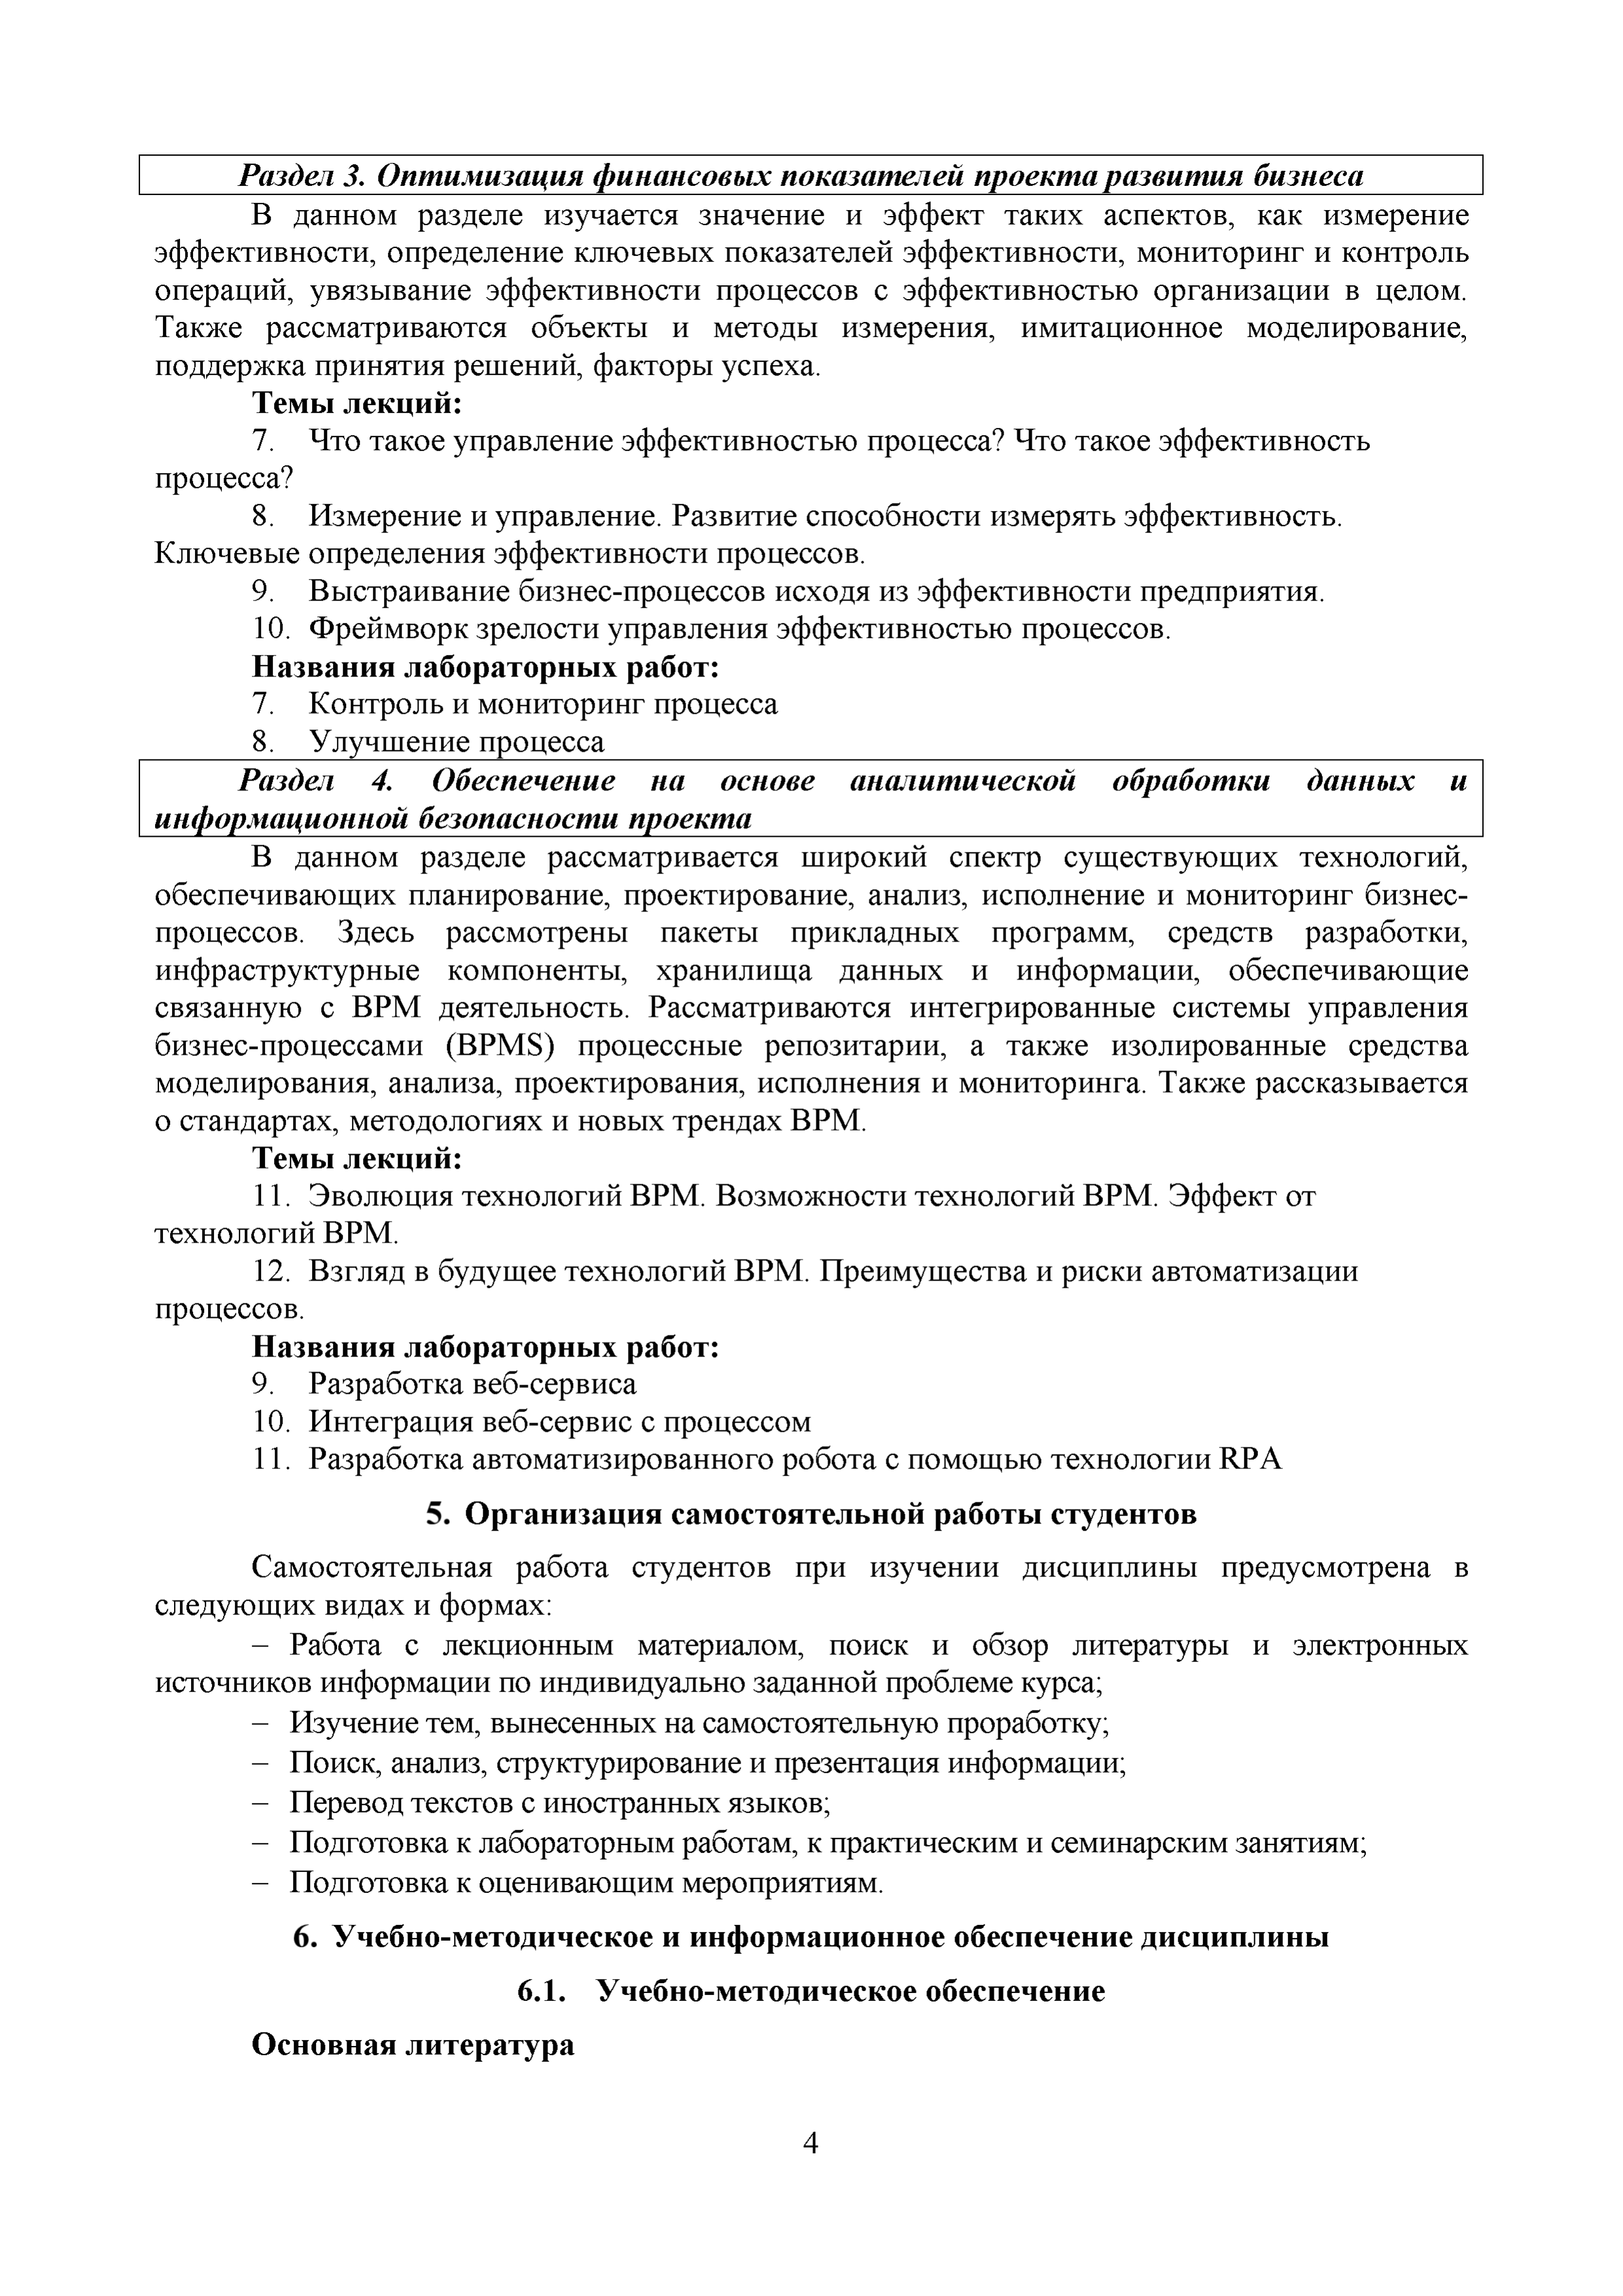 Раздел 3. Оптимизация финансовых показателей проекта развития бизнеса
В данном разделе изучается значение и эффект таких аспектов, как измерение
эффективности, определение ключевых показателей эффективности, мониторинг и контроль
операций, увязывание эффективности процессов с эффективностью организации в целом.
Также рассматриваются объекты и методы измерения, имитационное моделирование,
поддержка принятия решений, факторы успеха.
Темы лекций:
7. Что такое управление эффективностью процесса? Что такое эффективность
процесса?
8. Измерение и управление. Развитие способности измерять эффективность.
Ключевые определения эффективности процессов.
9. Выстраивание бизнес-процессов исходя из эффективности предприятия.
10. Фреймворк зрелости управления эффективностью процессов.
Названия лабораторных работ:
7. Контроль и мониторинг процесса
8. Улучшение процесса
Раздел 4. Обеспечение на основе аналитической обработки данных и
информационной безопасности проекта
В данном разделе рассматривается широкий спектр существующих технологий,
обеспечивающих планирование, проектирование, анализ, исполнение и мониторинг бизнес-
процессов. Здесь рассмотрены пакеты прикладных программ, средств разработки,
инфраструктурные компоненты, хранилища данных и информации, обеспечивающие
связанную с BPM деятельность. Рассматриваются интегрированные системы управления
бизнес-процессами (BPMS) процессные репозитарии, а также изолированные средства
моделирования, анализа, проектирования, исполнения и мониторинга. Также рассказывается
о стандартах, методологиях и новых трендах BPM.
Темы лекций:
11. Эволюция технологий BPM. Возможности технологий BPM. Эффект от
технологий BPM.
12. Взгляд в будущее технологий BPM. Преимущества и риски автоматизации
процессов.
Названия лабораторных работ:
9. Разработка веб-сервиса
10. Интеграция веб-сервис с процессом
11. Разработка автоматизированного робота с помощью технологии RPA
5. Организация самостоятельной работы студентов
Самостоятельная работа студентов при изучении дисциплины предусмотрена в
следующих видах и формах:
– Работа с лекционным материалом, поиск и обзор литературы и электронных
источников информации по индивидуально заданной проблеме курса;
– Изучение тем, вынесенных на самостоятельную проработку;
– Поиск, анализ, структурирование и презентация информации;
– Перевод текстов с иностранных языков;
– Подготовка к лабораторным работам, к практическим и семинарским занятиям;
– Подготовка к оценивающим мероприятиям.
6. Учебно-методическое и информационное обеспечение дисциплины
6.1. Учебно-методическое обеспечение
Основная литература
4